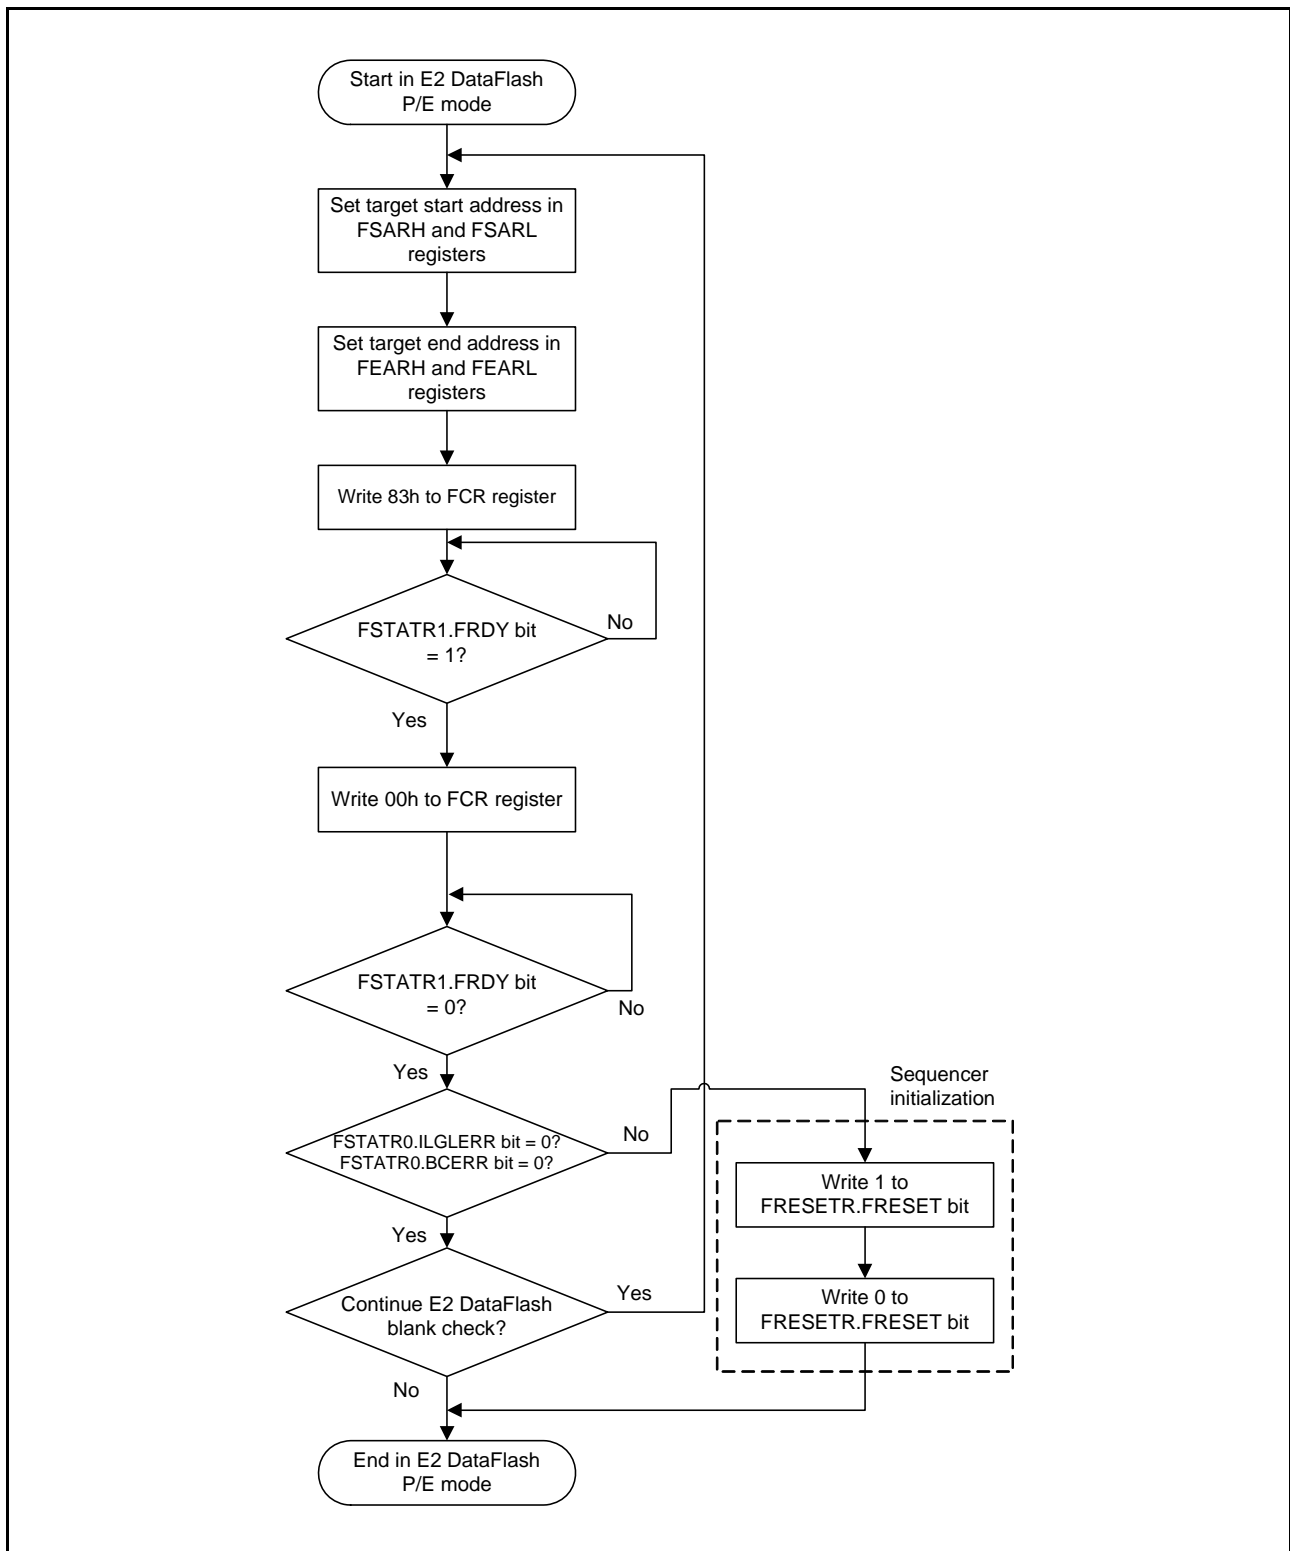 Start in E2 DataFlash
P/E mode
Set target start address in
FSARH and FSARL
registers
Set target end address in
FEARH and FEARL
registers
Write 83h to FCR register
FSTATR1.FRDY bit
= 1?
No
Yes
Write 00h to FCR register
FSTATR1.FRDY bit
= 0?
No
Yes
FSTATR0.ILGLERR bit = 0?
FSTATR0.BCERR bit = 0?
No
Yes
Sequencer
initialization
Write 1 to
FRESETR.FRESET bit
Write 0 to
FRESETR.FRESET bit
Continue E2 DataFlash
blank check?
Yes
No
End in E2 DataFlash
P/E mode